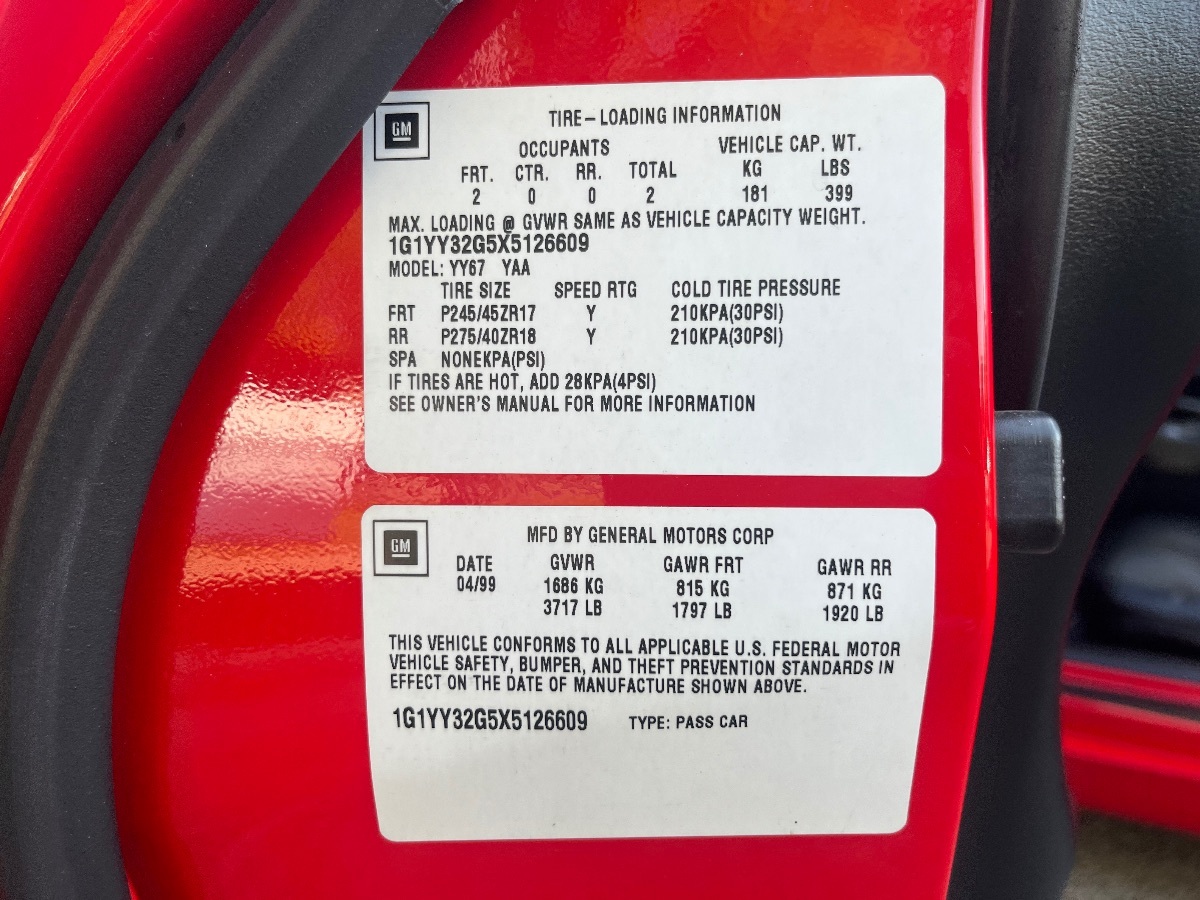 GM
TIRE-LOADING INFORMATION
OCCUPANTS VEHICLE CAP. WT.
FRT. CTR. RR. TOTAL KG LBS
2 0 0 2 181 399
MAX. LOADING @ GVWR SAME AS VEHICLE CAPACITY WEIGHT.
1G1YY32G5X5126609
MODEL: YY67 YAA
TIRE SIZE SPEED RTG COLD TIRE PRESSURE
FRT P245/45ZR17 Y 210KPA(30PSI)
RR P275/40ZR18 Y 210KPA(30PSI)
SPA NONEKPA(PSI)
IF TIRES ARE HOT, ADD 28KPA(4PSI)
SEE OWNER'S MANUAL FOR MORE INFORMATION
GM
MFD BY GENERAL MOTORS CORP
DATE GVWR GAWR FRT GAWR RR
04/99 1686 KG 815 KG 871 KG
3717 LB 1797 LB 1920 LB
THIS VEHICLE CONFORMS TO ALL APPLICABLE U.S. FEDERAL MOTOR
VEHICLE SAFETY, BUMPER, AND THEFT PREVENTION STANDARDS IN
EFFECT ON THE DATE OF MANUFACTURE SHOWN ABOVE.
1G1YY32G5X5126609 TYPE: PASS CAR